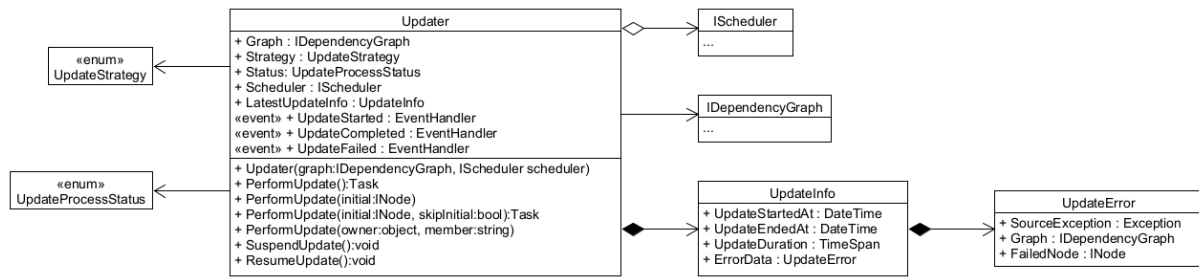 Updater
+ Graph : IDependencyGraph
+ Strategy : UpdateStrategy
+ Status: UpdateProcessStatus
+ Scheduler : IScheduler
+ LatestUpdateInfo : UpdateInfo
«event» + UpdateStarted : EventHandler
«event» + UpdateCompleted : EventHandler
«event» + UpdateFailed : EventHandler
+ Updater(graph:IDependencyGraph, IScheduler scheduler)
+ PerformUpdate():Task
+ PerformUpdate(initial:INode)
+ PerformUpdate(initial:INode, skipInitial:bool):Task
+ PerformUpdate(owner:object, member:string)
+ SuspendUpdate():void
+ ResumeUpdate():void
«enum»
UpdateStrategy
«enum»
UpdateProcessStatus
IScheduler
...
IDependencyGraph
...
UpdateInfo
+ UpdateStartedAt : DateTime
+ UpdateEndedAt : DateTime
+ UpdateDuration : TimeSpan
+ ErrorData : UpdateError
UpdateError
+ SourceException : Exception
+ Graph : IDependencyGraph
+ FailedNode : INode